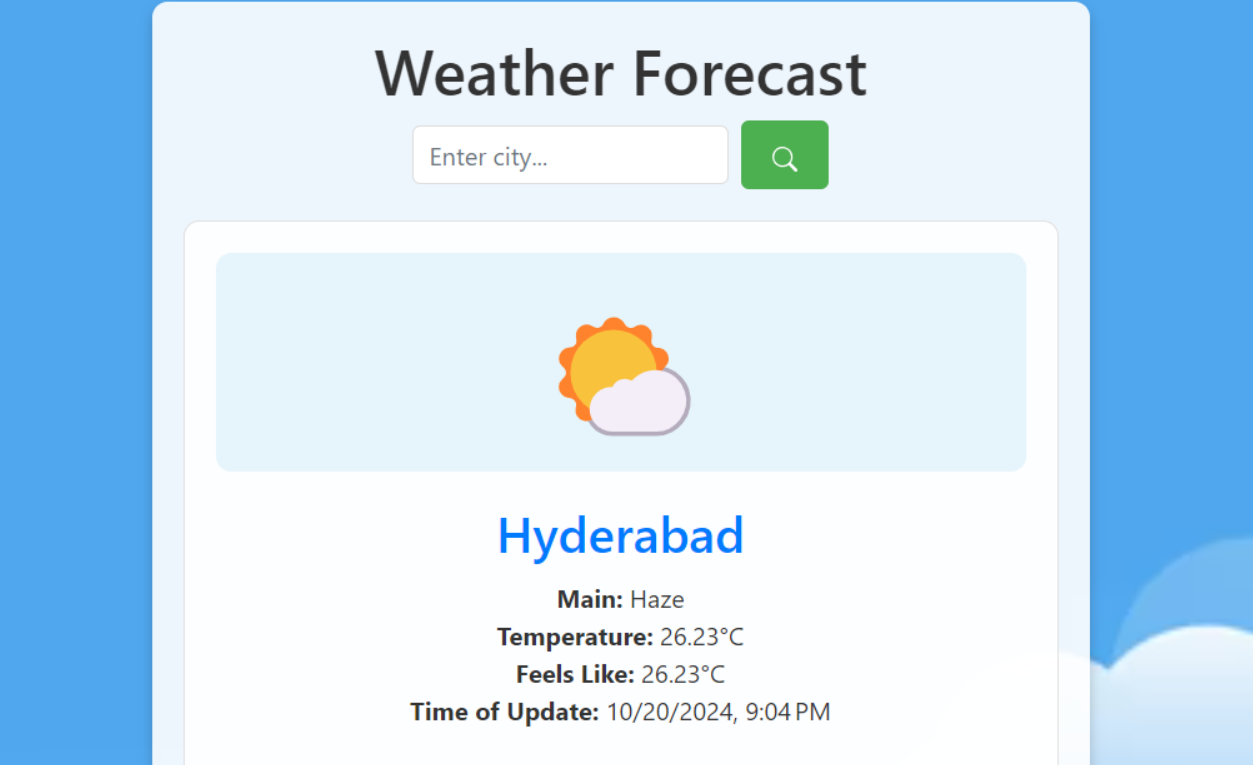 Weather Forecast
Enter city...
Hyderabad
Main: Haze
Temperature: 26.23°C
Feels Like: 26.23°C
Time of Update: 10/20/2024, 9:04 PM